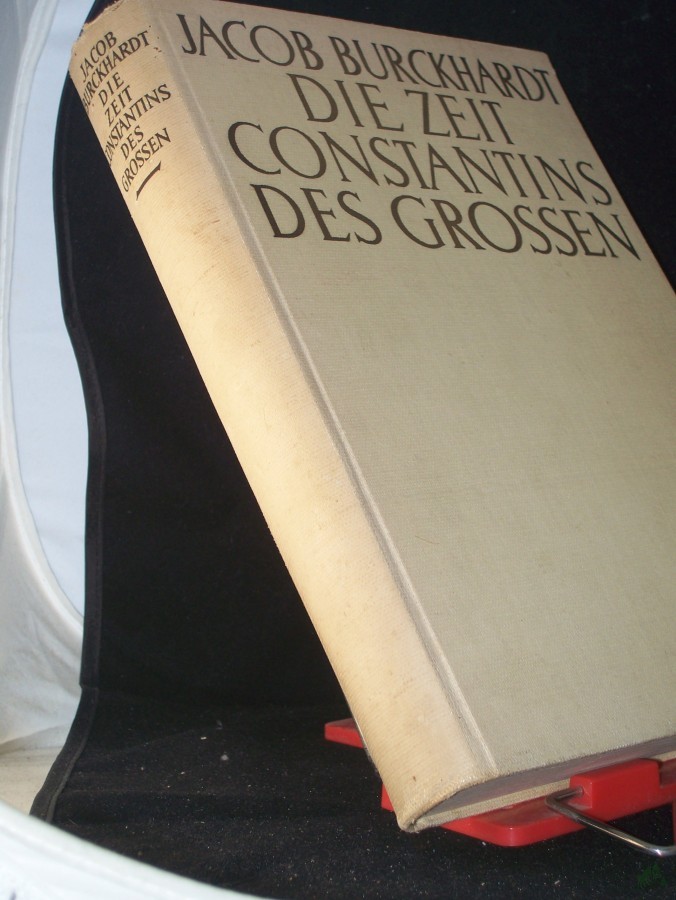 JACOB
BURCKHARDT
DIE
ZEIT
CONSTANTINS
DES
GROSSEN
JACOB BURCKHARDT
DIE ZEIT
CONSTANTINS
DES GROSSEN